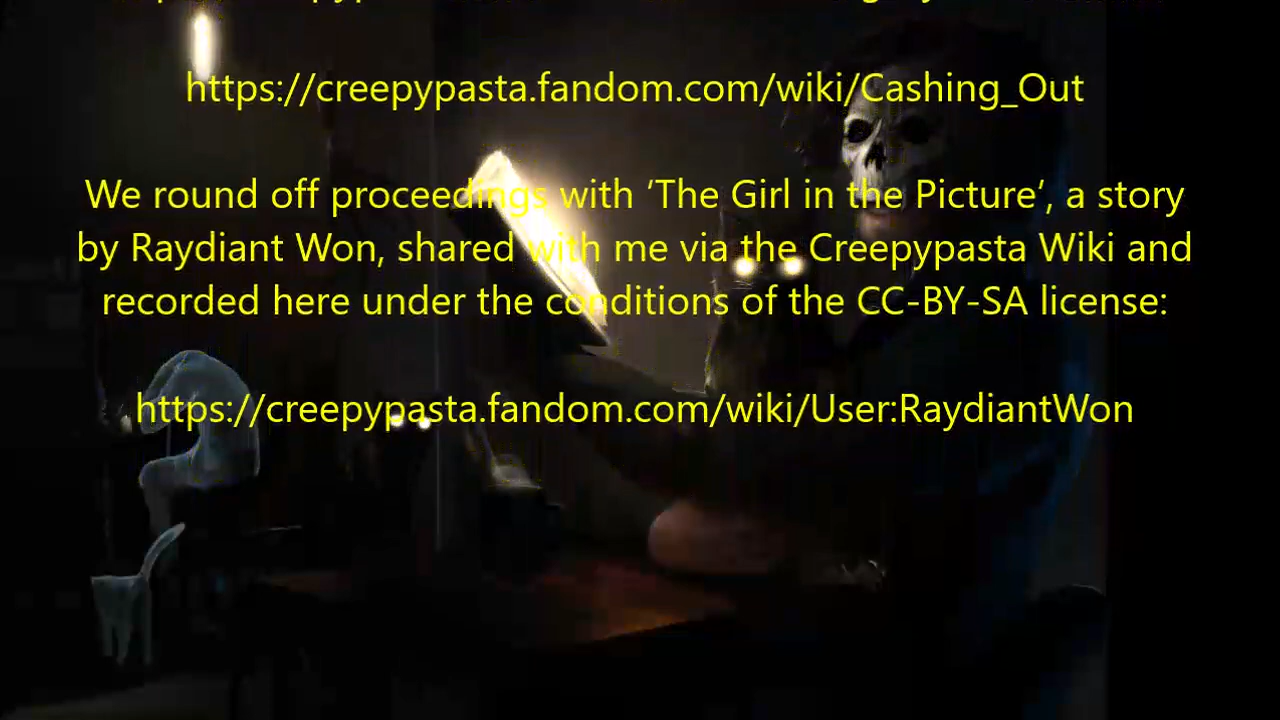 https://creepypasta.fandom.com/wiki/Cashing_Out
We round off proceedings with ‘The Girl in the Picture’, a story
by Raydiant Won, shared with me via the Creepypasta Wiki and
recorded here under the conditions of the CC-BY-SA license:
https://creepypasta.fandom.com/wiki/User:RaydiantWon